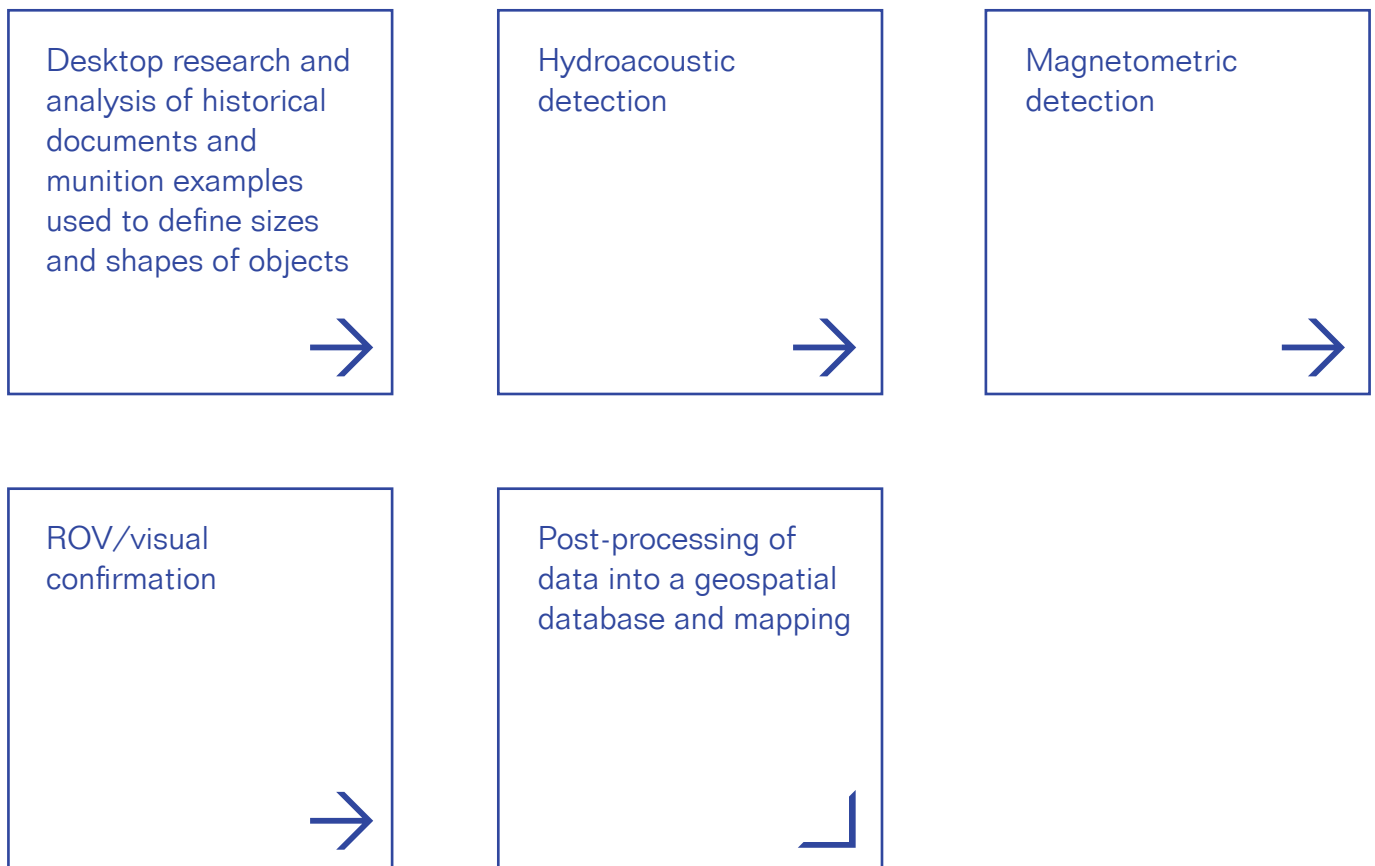 Desktop research and
analysis of historical
documents and
munition examples
used to define sizes
and shapes of objects
Hydroacoustic
detection
Magnetometric
detection
ROV/visual
confirmation
Post-processing of
data into a geospatial
database and mapping